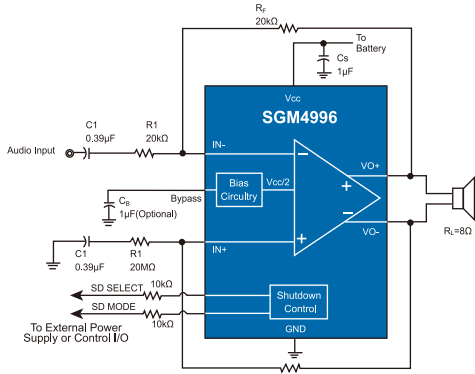 RF
20kΩ
To
Battery
Cs
1µF
Vcc
SGM4996
C1
0.39µF
R1
20kΩ
Audio Input
IN-
VO+
Bias
Circultry
Vcc/2
Bypass
CB
1µF(Optional)
VO-
RL=8Ω
IN+
C1
0.39µF
R1
20MΩ
10kΩ
SD SELECT
SD MODE
10kΩ
Shutdown
Control
To External Power
Supply or Control I/O
GND